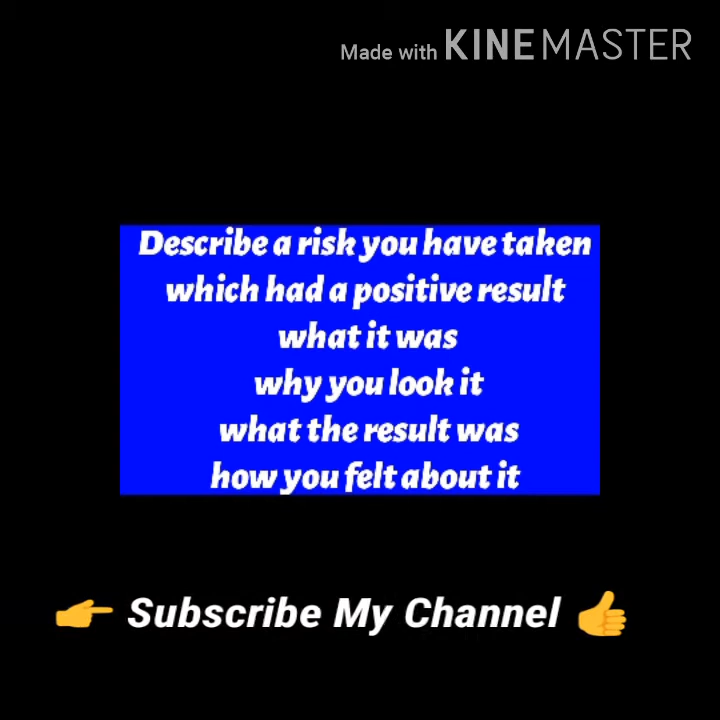 Made with KINEMASTER
Describe a risk you have taken
which had a positive result
what it was
why you look it
what the result was
how you felt about it
👉 Subscribe My Channel 👍